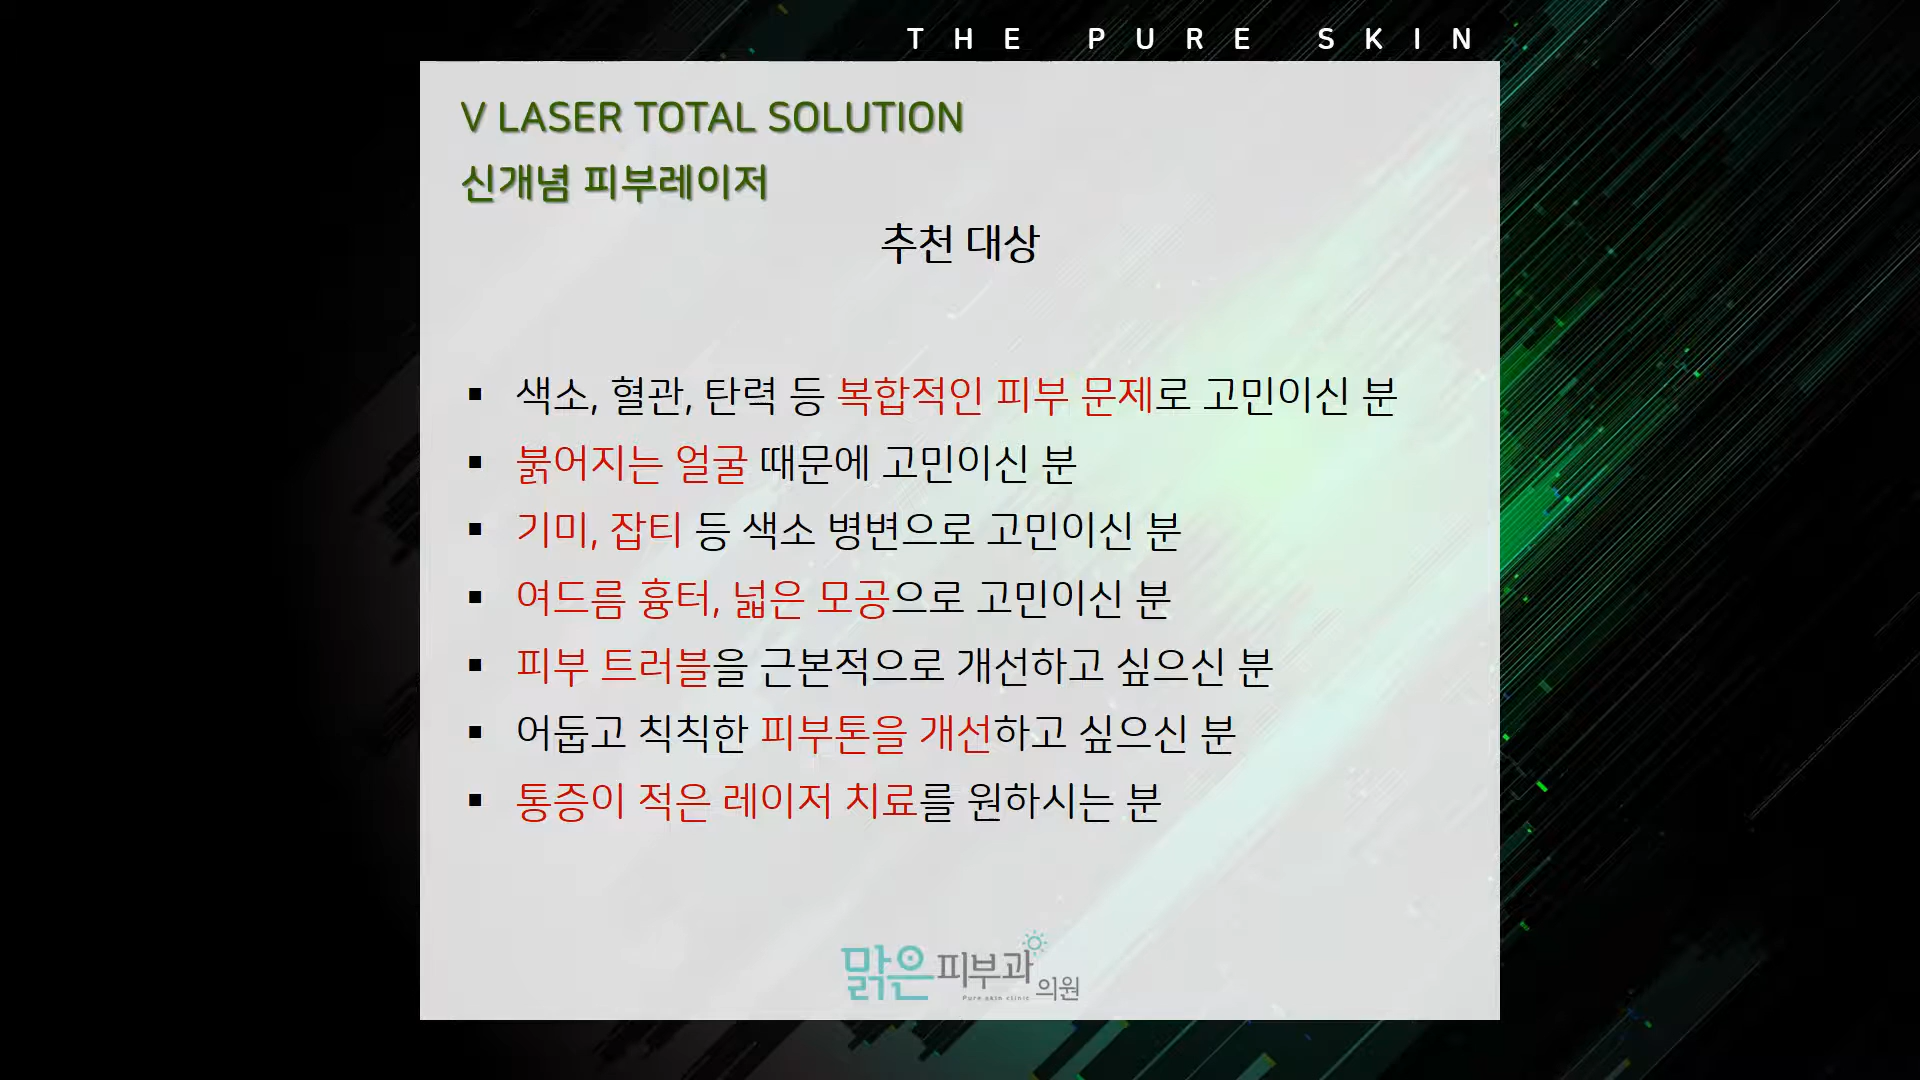 THE PURE SKIN
V LASER TOTAL SOLUTION
신개념 피부레이저
추천 대상
▪ 색소, 혈관, 탄력 등 복합적인 피부 문제로 고민이신 분
▪ 붉어지는 얼굴 때문에 고민이신 분
▪ 기미, 잡티 등 색소 병변으로 고민이신 분
▪ 여드름 흉터, 넓은 모공으로 고민이신 분
▪ 피부 트러블을 근본적으로 개선하고 싶으신 분
▪ 어둡고 칙칙한 피부톤을 개선하고 싶으신 분
▪ 통증이 적은 레이저 치료를 원하시는 분
맑은피부과의원
Pure skin clinic